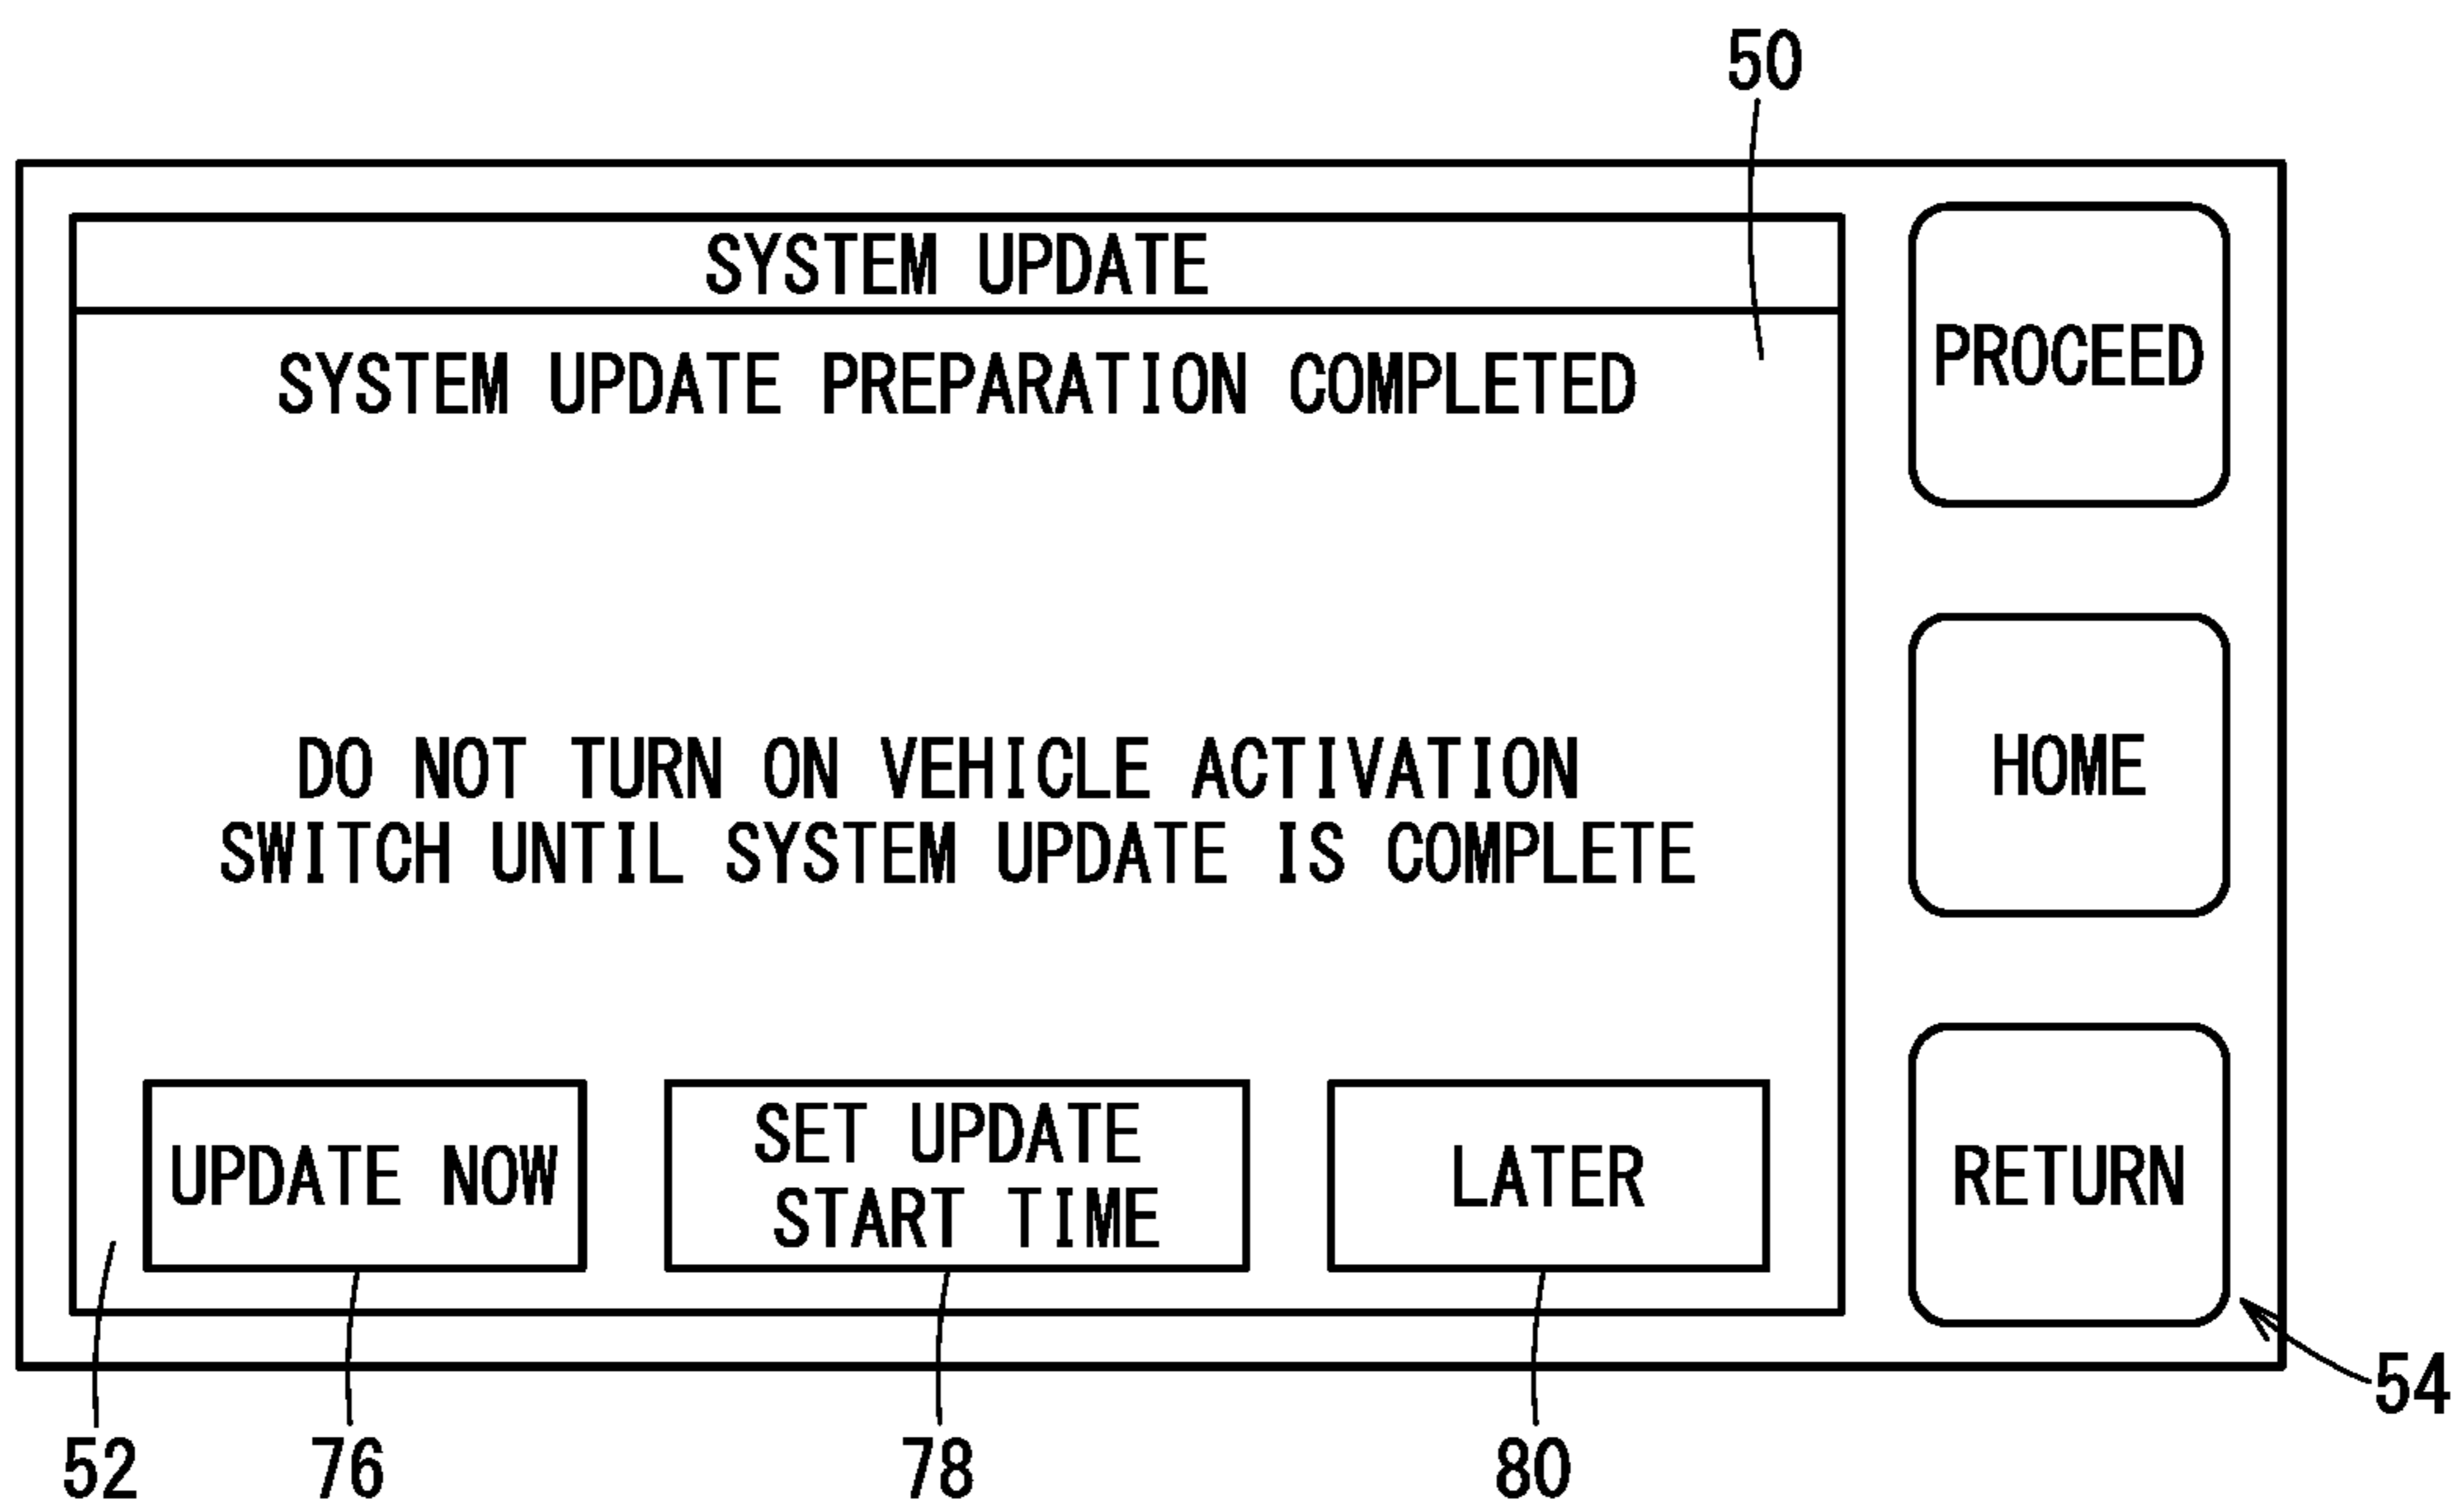 50
SYSTEM UPDATE
SYSTEM UPDATE PREPARATION COMPLETED
DO NOT TURN ON VEHICLE ACTIVATION
SWITCH UNTIL SYSTEM UPDATE IS COMPLETE
UPDATE NOW
SET UPDATE
START TIME
LATER
PROCEED
HOME
RETURN
54
52
76
78
80